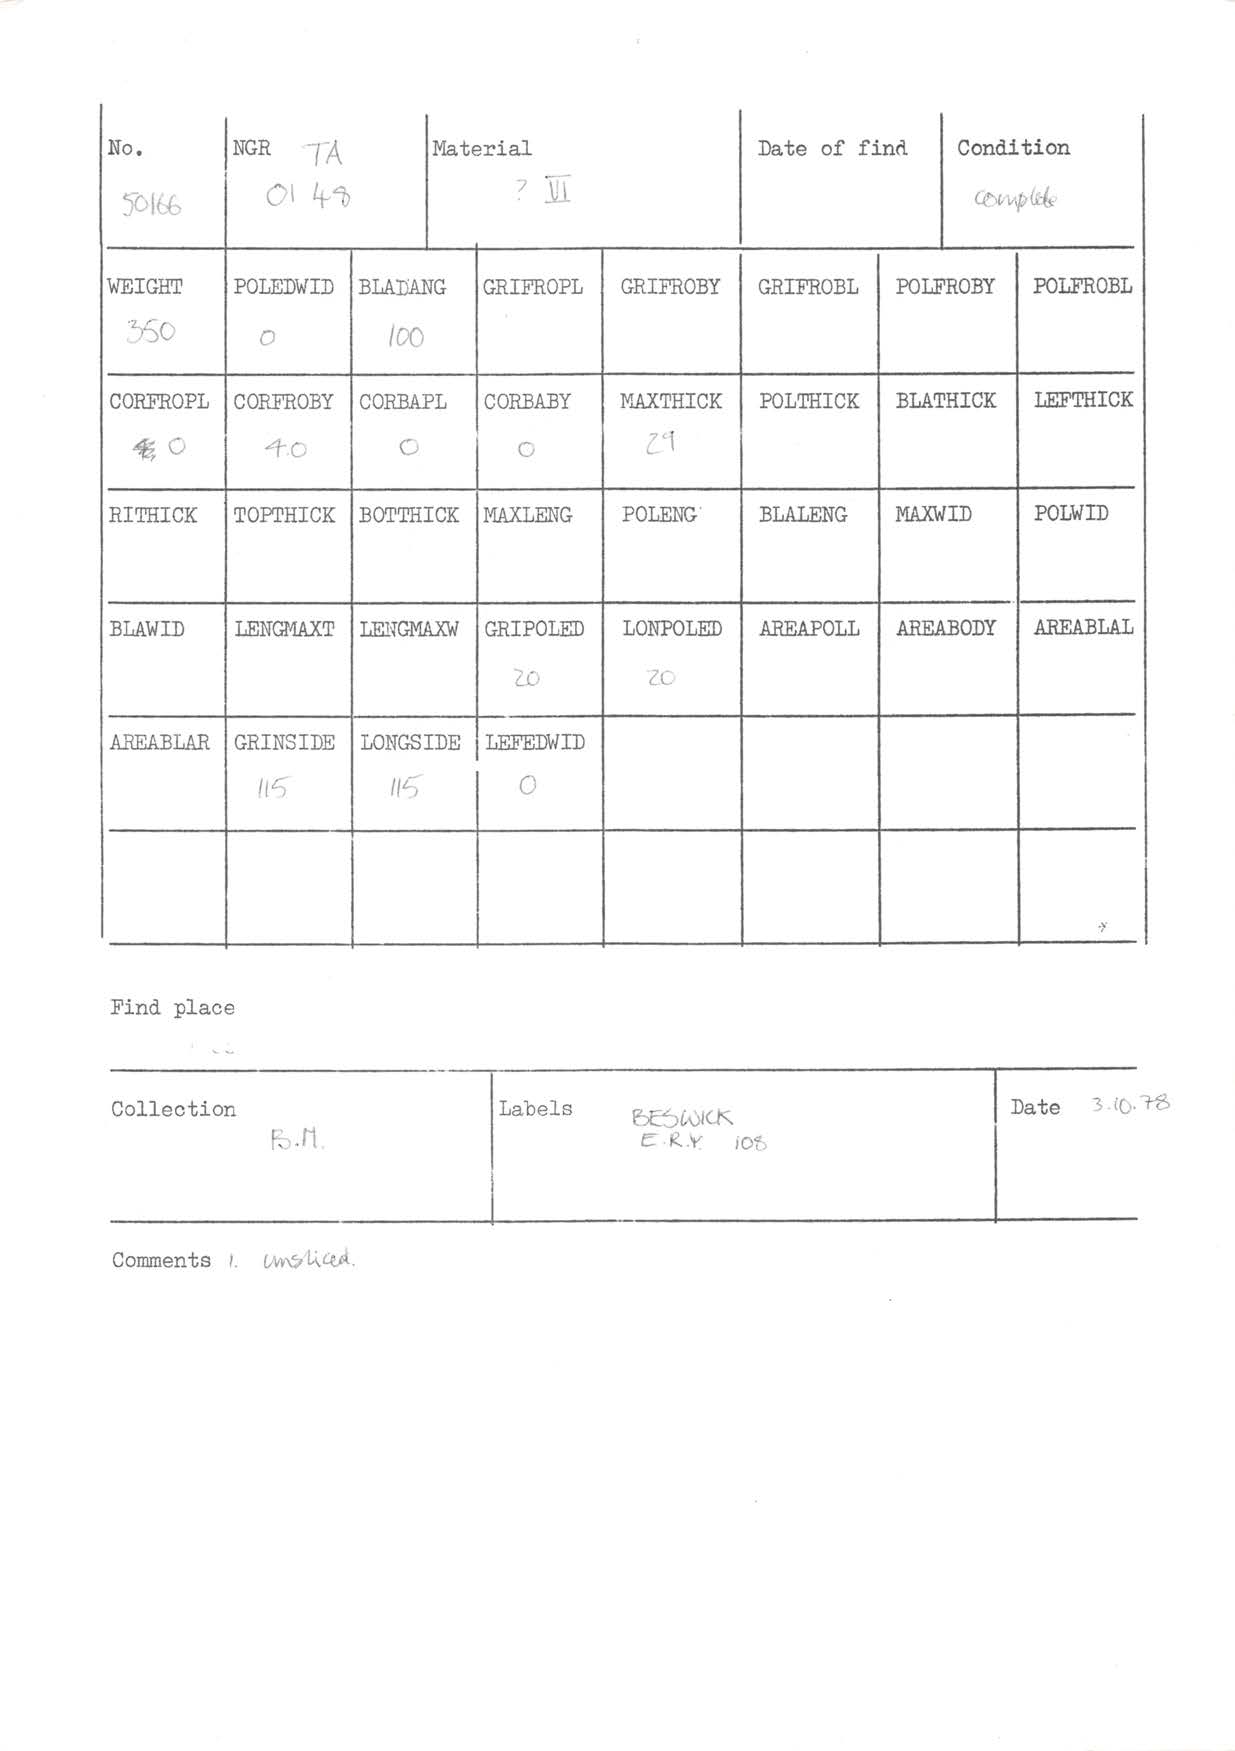 No. NGR TA Material Date of find Condition
50166 01 48 ? VI complete
WEIGHT POLEDWID BLADANG GRIFROPL GRIFROBY GRIFROBL POLFROBY POLFROBL
350 0 100
CORFROPL CORFROBY CORBAPL CORBABY MAXTHICK POLTHICK BLATHICK LEFTHICK
0 40 0 0 29
RITHICK TOPTHICK BOTTHICK MAXLENG POLENG BLALENG MAXWID POLWID
BLAWID LENGMAXT LENGMAXW GRIPOLED LONPOLED AREAPOLL AREABODY AREABLAL
20 20
AREABLAR GRINSIDE LONGSIDE LEFEDWID
115 115 0
Find place
Collection Labels BESWICK Date 3.10.78
B.M. E.R.Y. 108
Comments 1. unsliced.